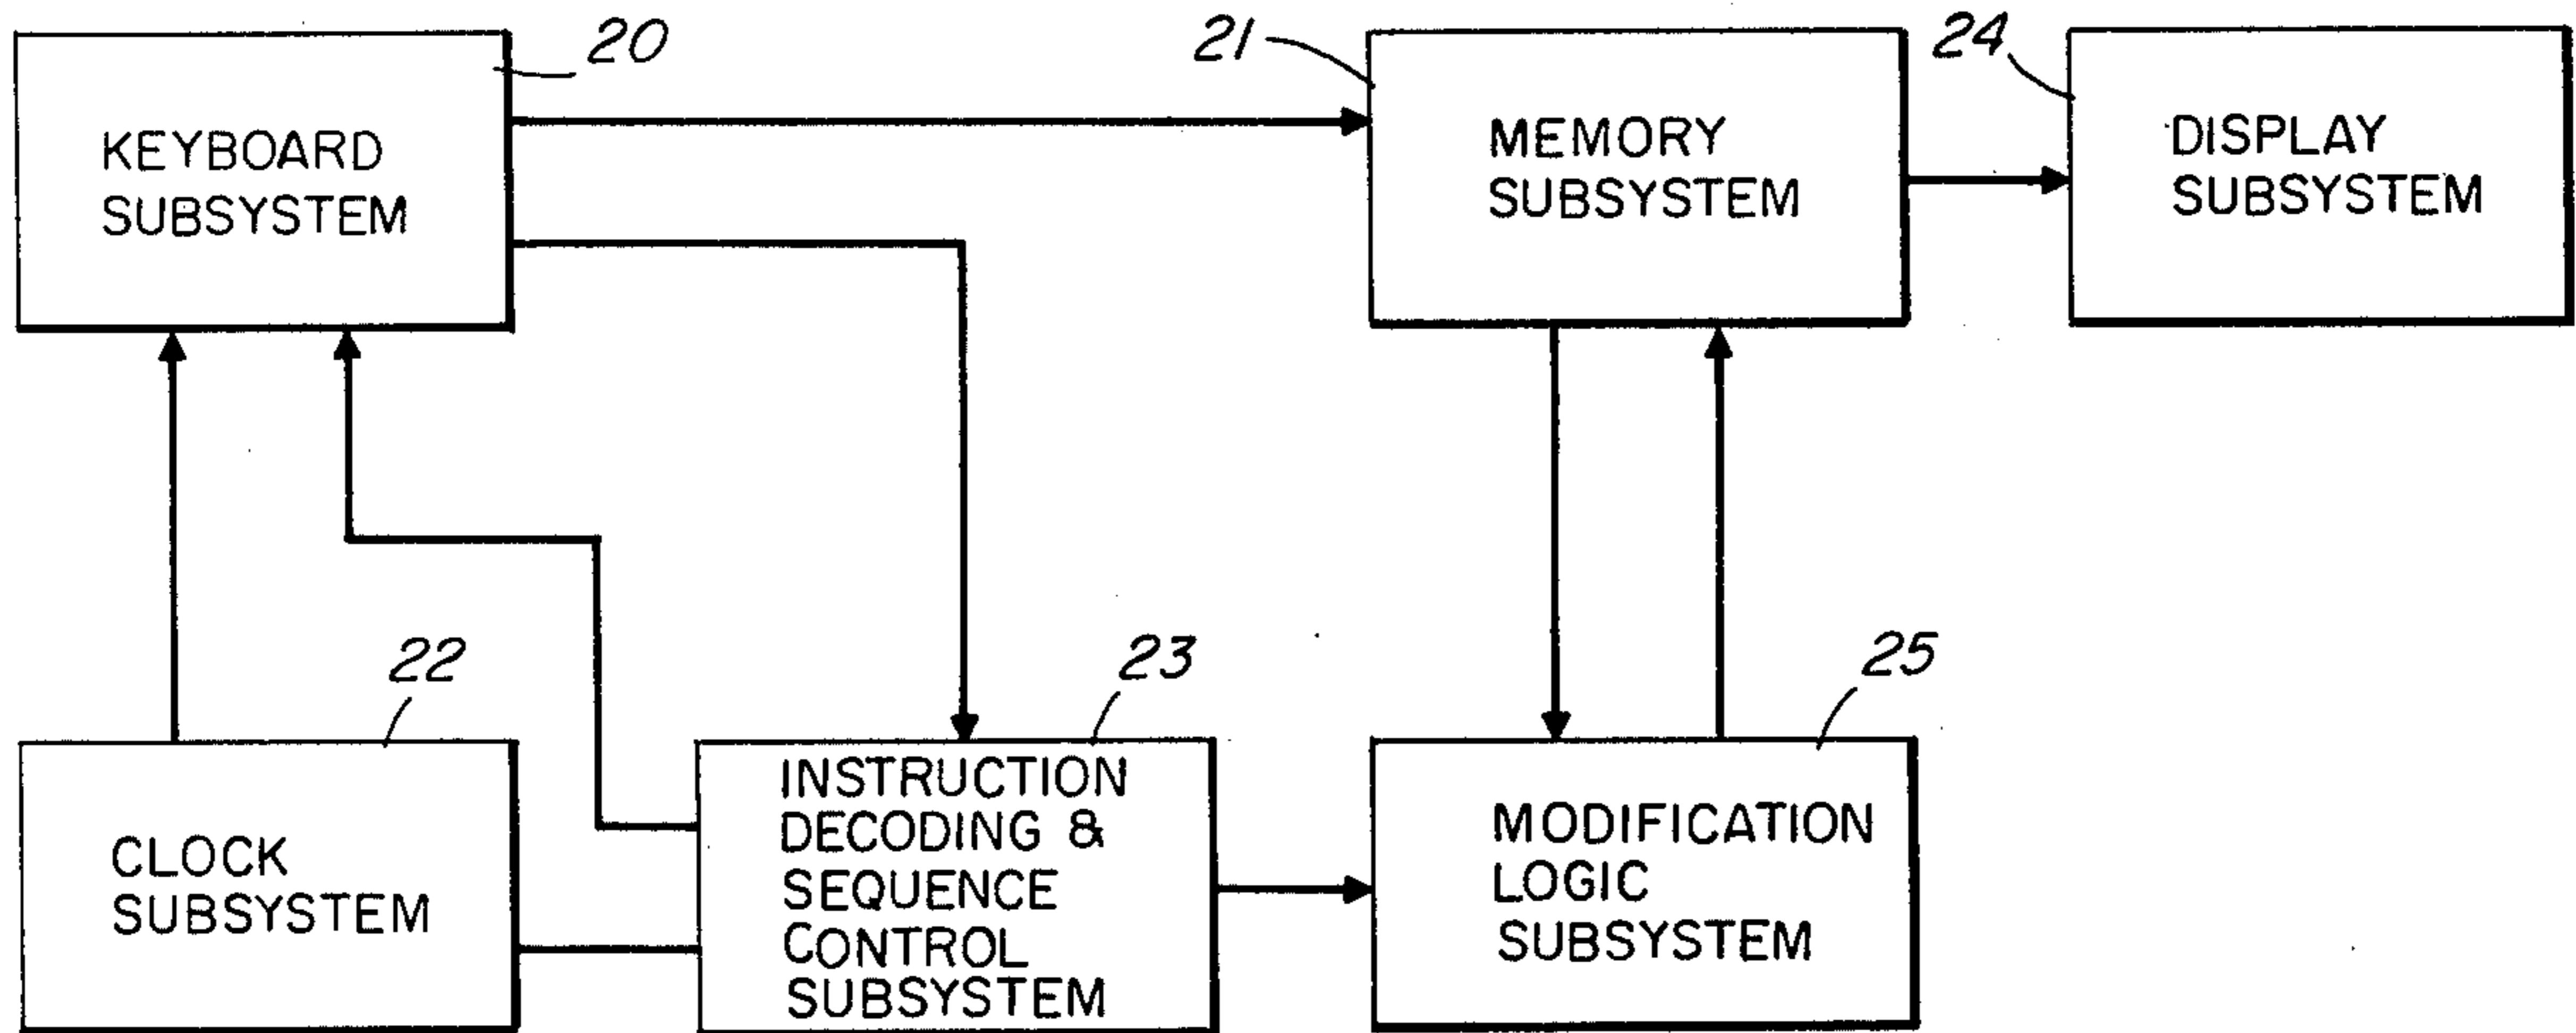 20
KEYBOARD
SUBSYSTEM
21
MEMORY
SUBSYSTEM
24
DISPLAY
SUBSYSTEM
22
CLOCK
SUBSYSTEM
23
INSTRUCTION
DECODING &
SEQUENCE
CONTROL
SUBSYSTEM
25
MODIFICATION
LOGIC
SUBSYSTEM